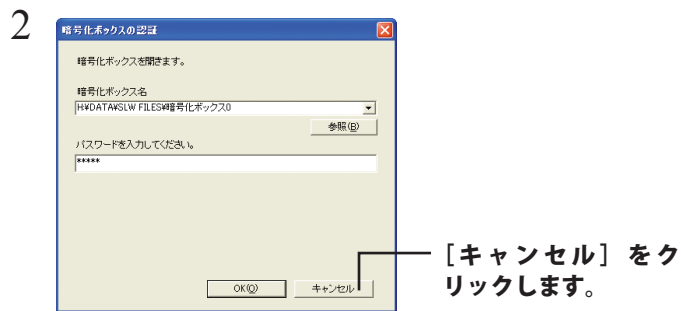 2
暗号化ボックスの認証
暗号化ボックスを開きます。
暗号化ボックス名
H:¥DATA¥SLW FILES¥暗号化ボックス0
参照(B)
パスワードを入力してください。
*****
OK(O)
キャンセル
［キャンセル］をク
リックします。